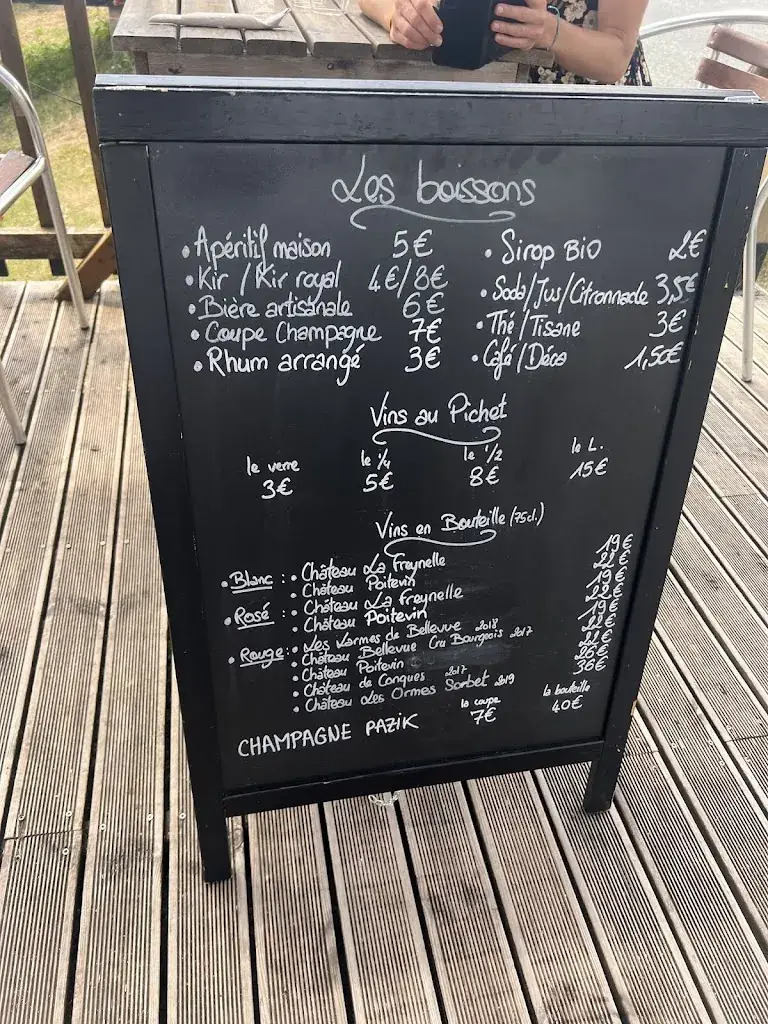 Les boissons
• Apéritif maison 5€
• Kir / Kir royal 4€/8€
• Bière artisanale 6€
• Coupe Champagne 7€
• Rhum arrangé 3€
• Sirop BiO 2€
• Soda/Jus/Citronnade 3,5€
• Thé/Tisane 3€
• Café/Déca 1,50€
Vins au Pichet
le verre le 1/4 le 1/2 le L.
3€ 5€ 8€ 15€
Vins en Bouteille (75cl.)
• Blanc : • Château La Freynelle 19€
• Château Poitevin 22€
• Rosé : • Château La Freynelle 19€
• Château Poitevin 22€
• Rouge : • Les Larmes de Bellevue 2018 19€
• Château Bellevue Cru Bourgeois 2017 22€
• Château Poitevin 22€
• Château de Conques 2017 26€
• Château Les Ormes Sorbet 2019 36€
la coupe la bouteille
CHAMPAGNE PAZiK 7€ 40€